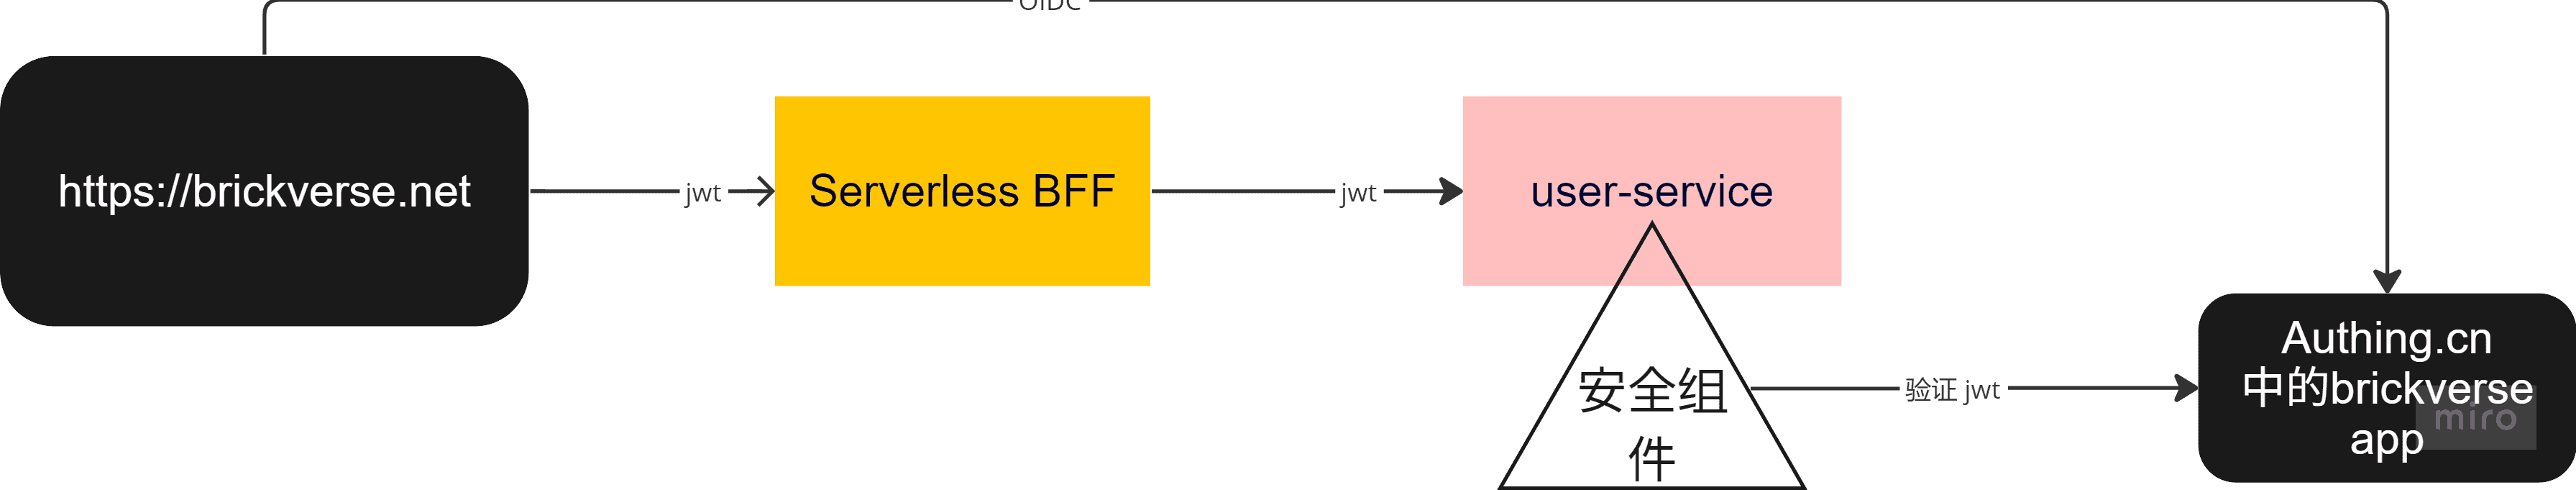 OIDC
https://brickverse.net
jwt
Serverless BFF
jwt
user-service
安全组
件
验证 jwt
Authing.cn
中的brickverse
app
miro